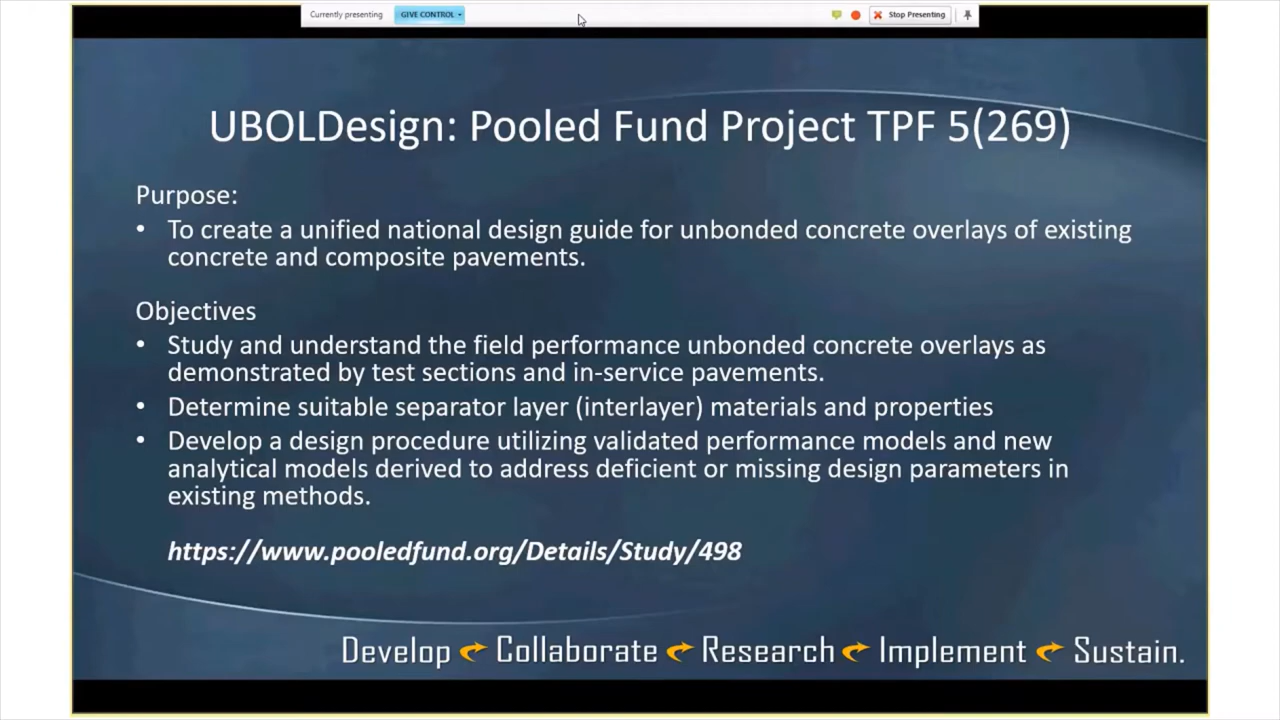 Currently presenting GIVE CONTROL Stop Presenting
UBOLDesign: Pooled Fund Project TPF 5(269)
Purpose:
• To create a unified national design guide for unbonded concrete overlays of existing
concrete and composite pavements.
Objectives
• Study and understand the field performance unbonded concrete overlays as
demonstrated by test sections and in-service pavements.
• Determine suitable separator layer (interlayer) materials and properties
• Develop a design procedure utilizing validated performance models and new
analytical models derived to address deficient or missing design parameters in
existing methods.
https://www.pooledfund.org/Details/Study/498
Develop Collaborate Research Implement Sustain.